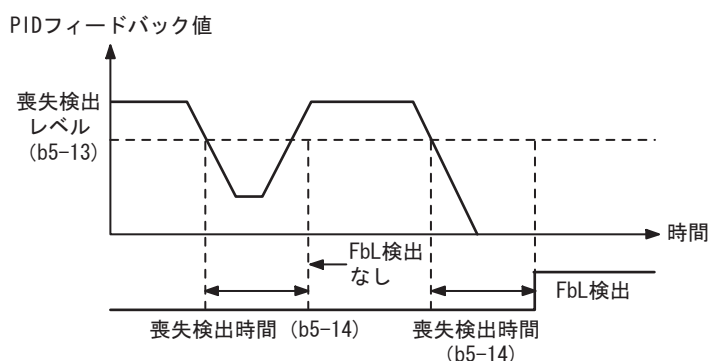 PIDフィードバック値
喪失検出
レベル
(b5-13)
時間
FbL検出
なし
FbL検出
喪失検出時間 (b5-14)
喪失検出時間
(b5-14)